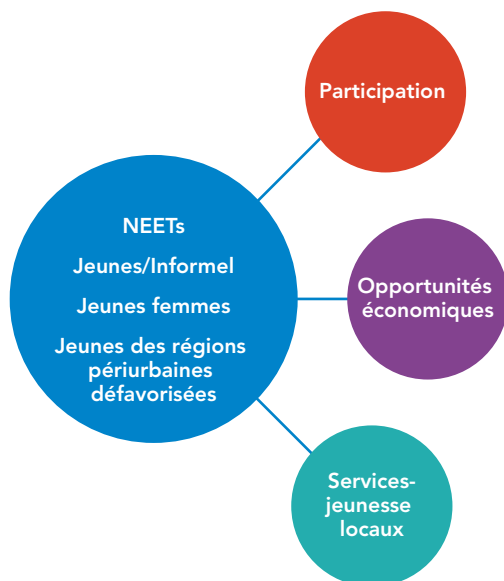 Participation
NEETs
Jeunes/Informel
Jeunes femmes
Jeunes des régions
périurbaines
défavorisées
Opportunités
économiques
Services-
jeunesse
locaux